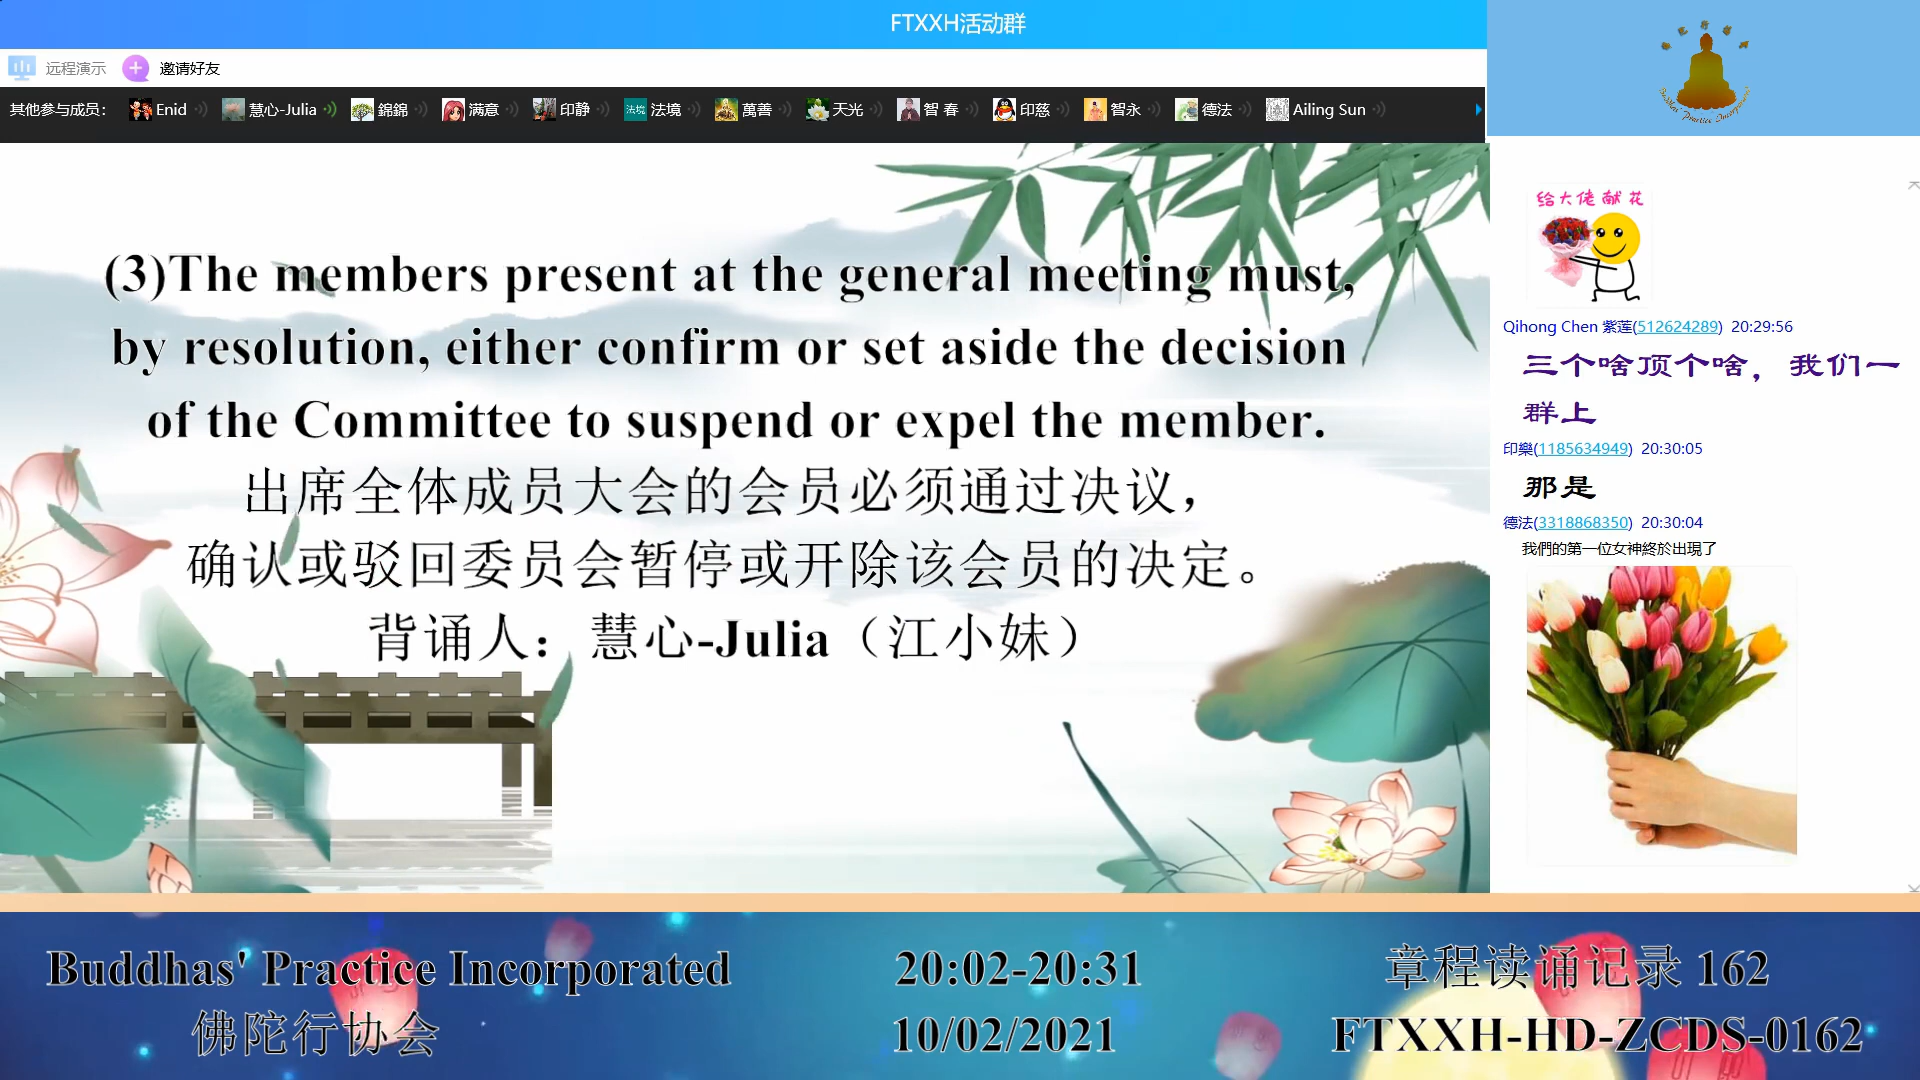 FTXXH活动群
远程演示 邀请好友
其他参与成员： Enid 慧心-Julia 錦錦 满意 印静 法境 法境 萬善 天光 智 春 印慈 智永 德法 Ailing Sun
Buddhas' Practice Incorporated
(3)The members present at the general meeting must,
by resolution, either confirm or set aside the decision
of the Committee to suspend or expel the member.
出席全体成员大会的会员必须通过决议，
确认或驳回委员会暂停或开除该会员的决定。
背诵人：慧心-Julia（江小妹）
给大佬献花
Qihong Chen 紫莲(512624289) 20:29:56
三个啥顶个啥，我们一
群上
印樂(1185634949) 20:30:05
那是
德法(3318868350) 20:30:04
我們的第一位女神終於出現了
Buddhas' Practice Incorporated 20:02-20:31 章程读诵记录 162
佛陀行协会 10/02/2021 FTXXH-HD-ZCDS-0162